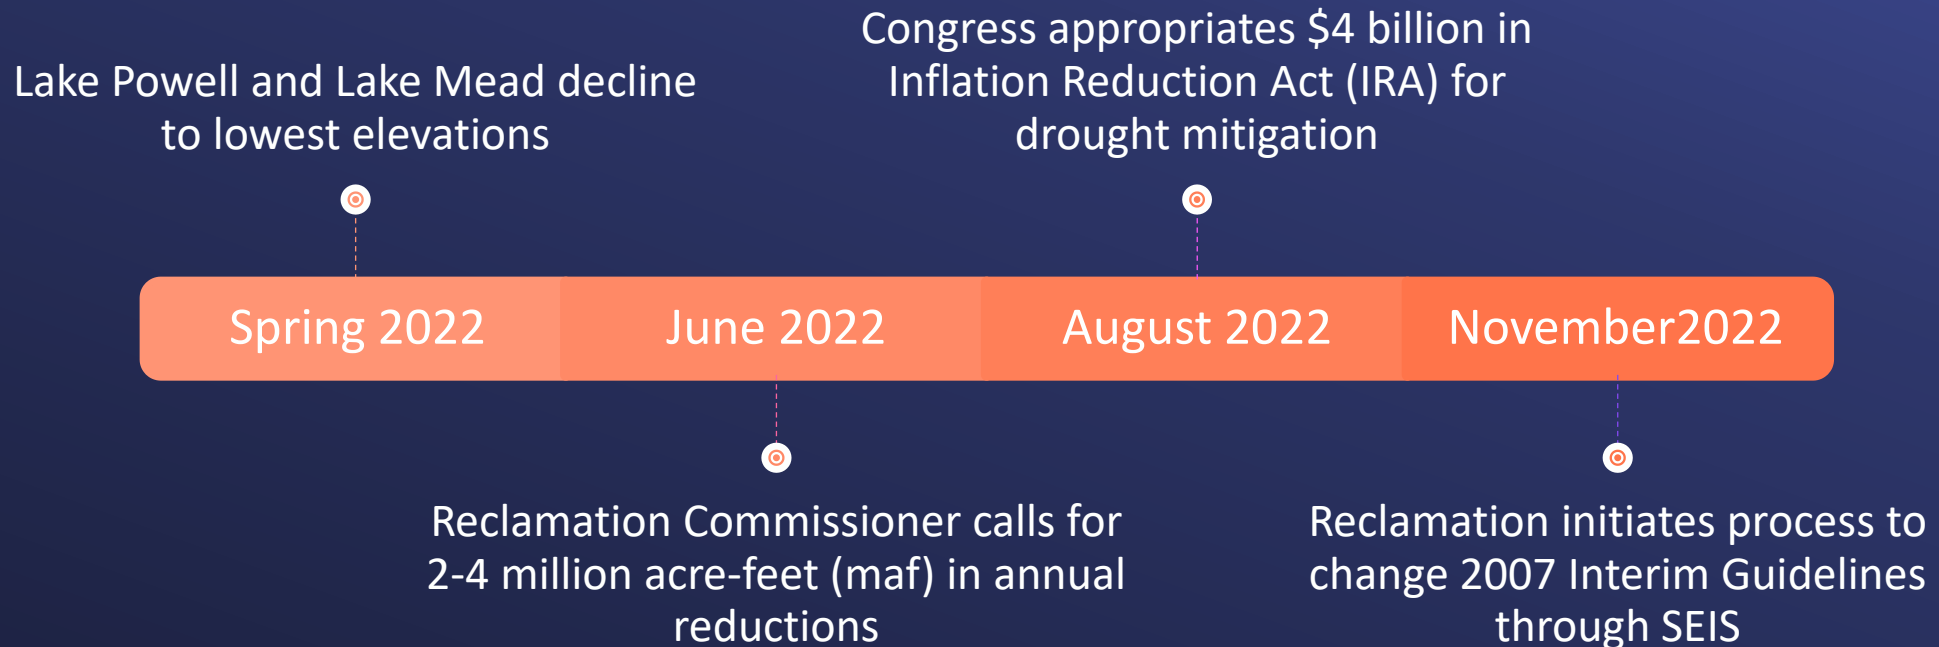 Lake Powell and Lake Mead decline
to lowest elevations
Congress appropriates $4 billion in
Inflation Reduction Act (IRA) for
drought mitigation
Spring 2022
June 2022
August 2022
November2022
Reclamation Commissioner calls for
2-4 million acre-feet (maf) in annual
reductions
Reclamation initiates process to
change 2007 Interim Guidelines
through SEIS